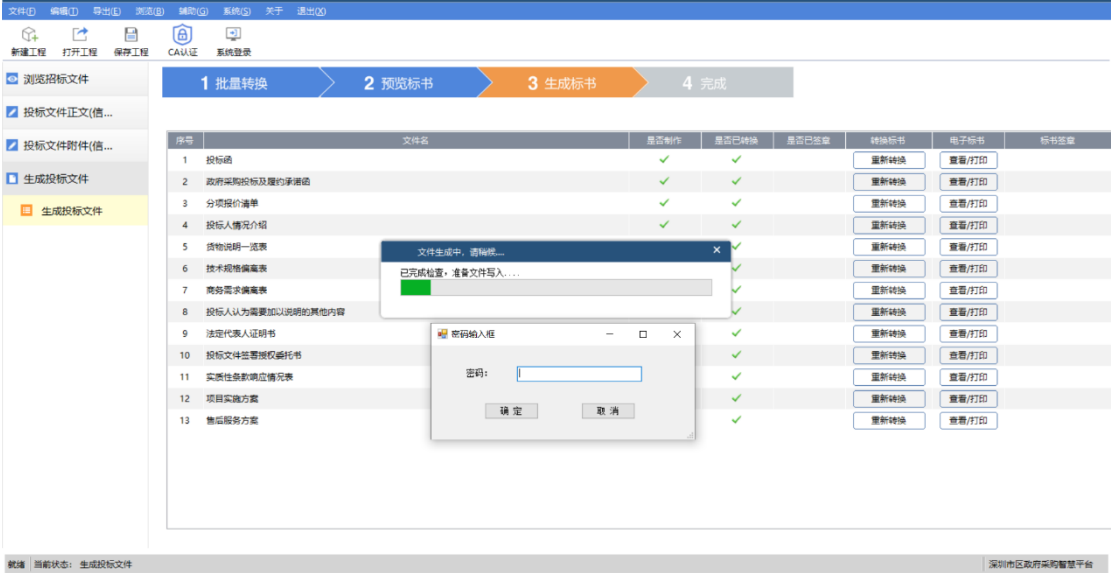 文件(F) 编辑(T) 导出(E) 浏览(B) 辅助(G) 系统(S) 关于 退出(X)
新建工程 打开工程 保存工程 CA认证 系统登录
浏览招标文件
投标文件正文(信...
投标文件附件(信...
生成投标文件
生成投标文件
1 批量转换 2 预览标书 3 生成标书 4 完成
序号 文件名 是否制作 是否已转换 是否已签章 转换标书 电子标书 标书签章
1 投标函 重新转换 查看/打印
2 政府采购投标及履约承诺函 重新转换 查看/打印
3 分项报价清单 重新转换 查看/打印
4 投标人情况介绍 重新转换 查看/打印
5 货物说明一览表 重新转换 查看/打印
6 技术规格偏离表 重新转换 查看/打印
7 商务需求偏离表 重新转换 查看/打印
8 投标人认为需要加以说明的其他内容 重新转换 查看/打印
9 法定代表人证明书 重新转换 查看/打印
10 投标文件签署授权委托书 重新转换 查看/打印
11 实质性条款响应情况表 重新转换 查看/打印
12 项目实施方案 重新转换 查看/打印
13 售后服务方案 重新转换 查看/打印
文件生成中, 请稍候....
已完成检查, 准备文件写入....
密码输入框
密码:
确定 取消
就绪 当前状态: 生成投标文件 深圳市区政府采购智慧平台